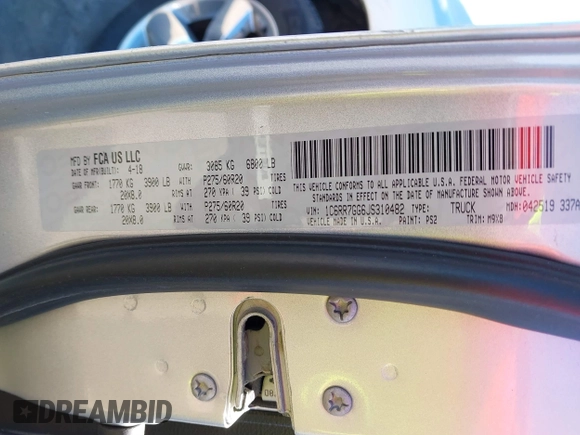 MFD BY FCA US LLC
DATE OF MFR(BUILT): 4-18 GVWR: 3085 KG 6800 LB
GAWR FRONT: 1770 KG 3900 LB WITH P275/60R20 TIRES
20X8.0 RIMS AT 270 KPA( 39 PSI) COLD
GAWR REAR: 1770 KG 3900 LB WITH P275/60R20 TIRES
20X8.0 RIMS AT 270 KPA( 39 PSI) COLD
THIS VEHICLE CONFORMS TO ALL APPLICABLE U.S.A. FEDERAL MOTOR VEHICLE SAFETY
STANDARDS IN EFFECT ON THE DATE OF MANUFACTURE SHOWN ABOVE.
VIN: 1C6RR7GG6JS310492 TYPE: TRUCK
VEHICLE MADE IN U.S.A. PAINT: PS2 TRIM: M9X8
MDH: 042519 337A
08
DREAMBID